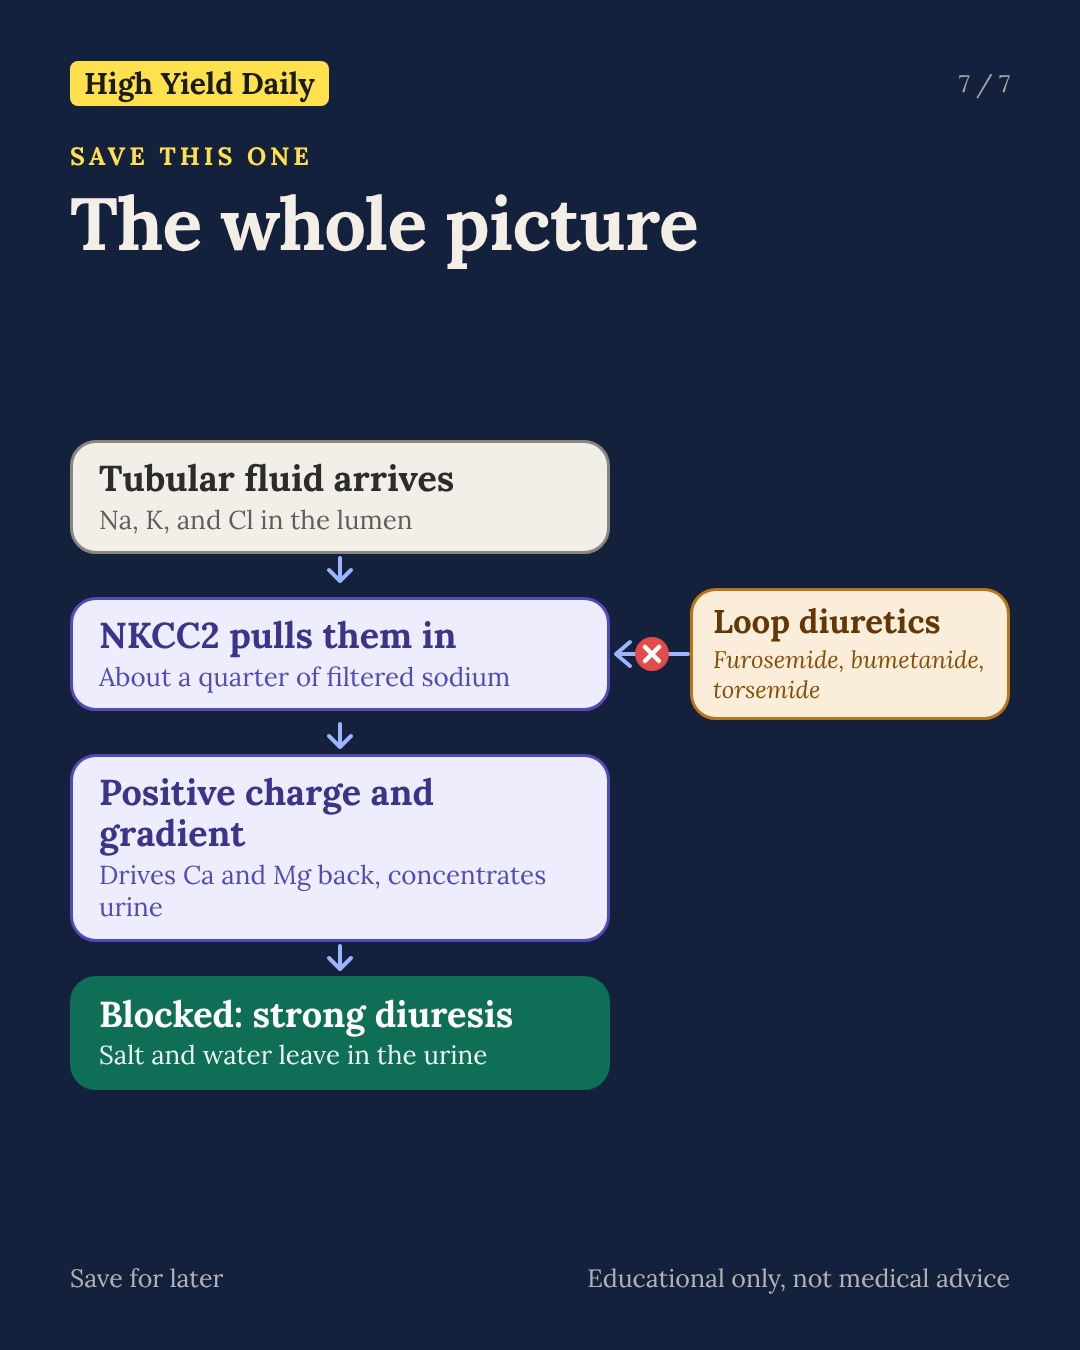 High Yield Daily
7 / 7
SAVE THIS ONE
The whole picture
Tubular fluid arrives
Na, K, and Cl in the lumen
NKCC2 pulls them in
About a quarter of filtered sodium
Loop diuretics
Furosemide, bumetanide,
torsemide
Positive charge and
gradient
Drives Ca and Mg back, concentrates
urine
Blocked: strong diuresis
Salt and water leave in the urine
Save for later
Educational only, not medical advice